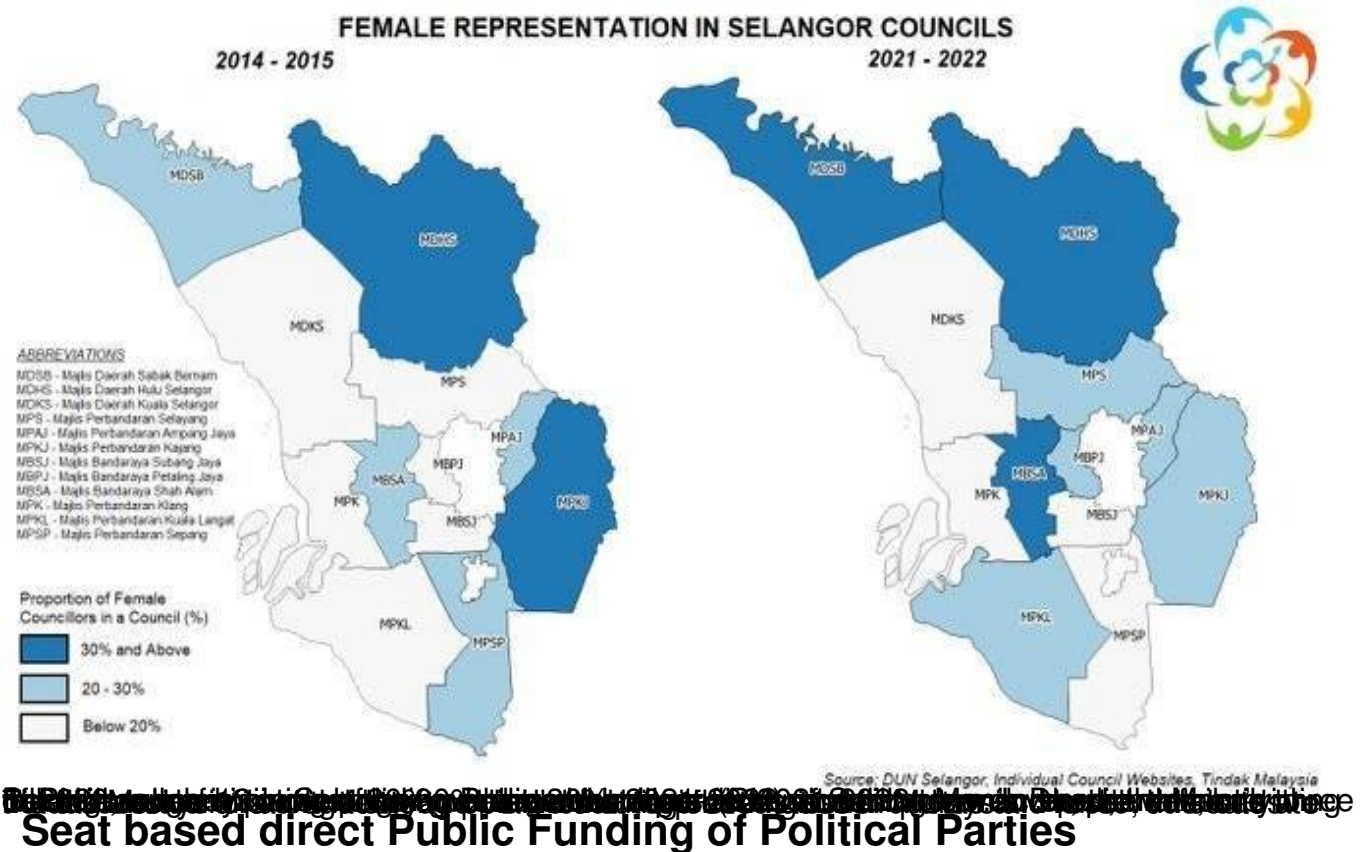 FEMALE REPRESENTATION IN SELANGOR COUNCILS
2014 - 2015
2021 - 2022
MDSB
MDHS
MDKS
MPS
MPAJ
MBPJ
MBSA
MPK
MPKJ
MBSJ
MPKL
MPSP
MDSB
MDHS
MDKS
MPS
MPAJ
MBPJ
MBSA
MPK
MPKJ
MBSJ
MPKL
MPSP
ABBREVIATIONS
MDSB - Majlis Daerah Sabak Bernam
MDHS - Majlis Daerah Hulu Selangor
MDKS - Majlis Daerah Kuala Selangor
MPS - Majlis Perbandaran Selayang
MPAJ - Majlis Perbandaran Ampang Jaya
MPKJ - Majlis Perbandaran Kajang
MBSJ - Majlis Bandaraya Subang Jaya
MBPJ - Majlis Bandaraya Petaling Jaya
MBSA - Majlis Bandaraya Shah Alam
MPK - Majlis Perbandaran Klang
MPKL - Majlis Perbandaran Kuala Langat
MPSP - Majlis Perbandaran Sepang
Proportion of Female
Councillors in a Council (%)
30% and Above
20 - 30%
Below 20%
Source: DUN Selangor, Individual Council Websites, Tindak Malaysia
Seat based direct Public Funding of Political Parties